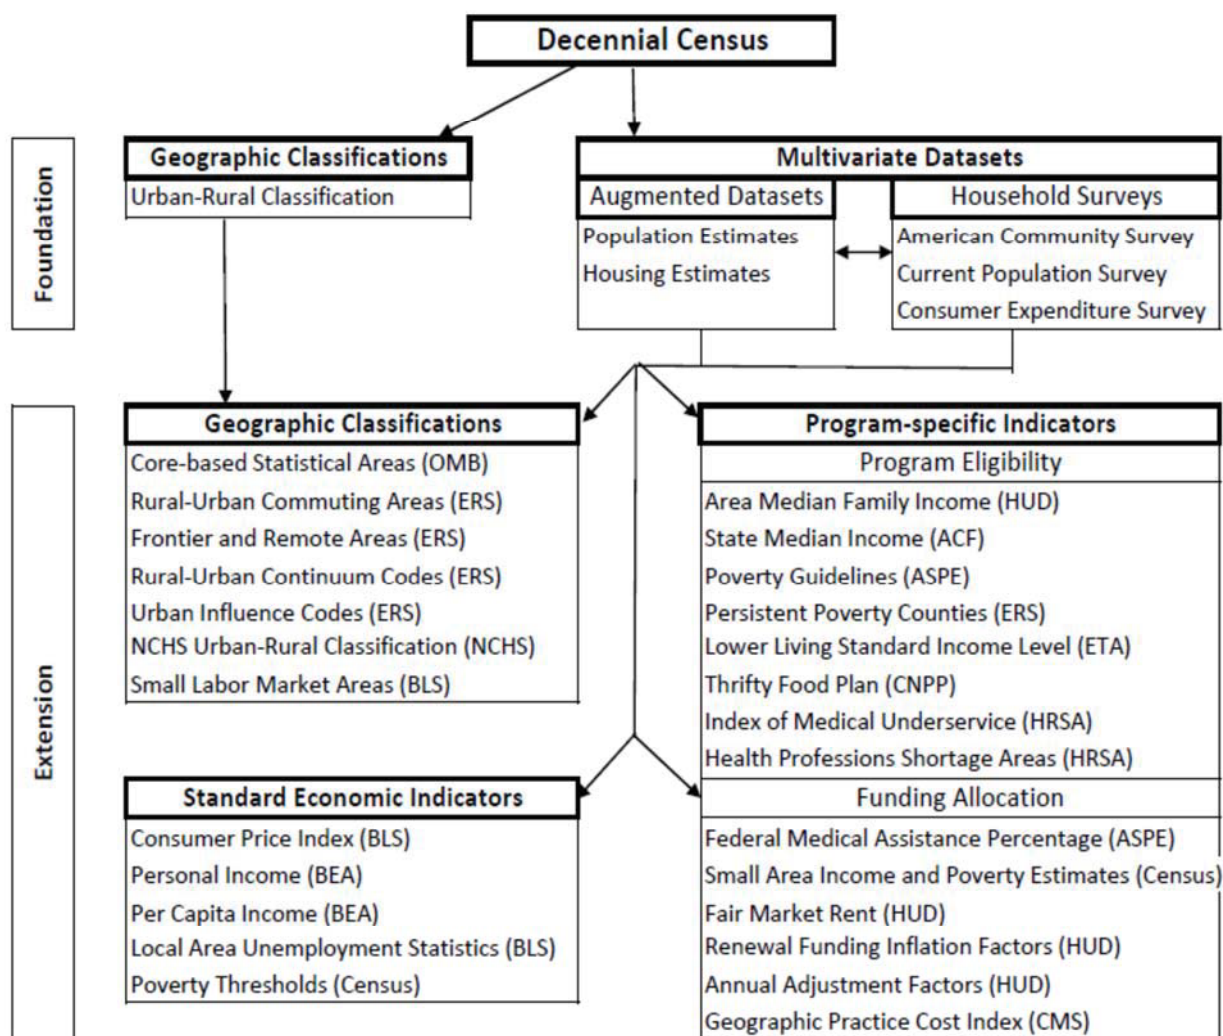 Decennial Census
Foundation
Geographic Classifications
Urban-Rural Classification
Multivariate Datasets
Augmented Datasets
Population Estimates
Housing Estimates
Household Surveys
American Community Survey
Current Population Survey
Consumer Expenditure Survey
Extension
Geographic Classifications
Core-based Statistical Areas (OMB)
Rural-Urban Commuting Areas (ERS)
Frontier and Remote Areas (ERS)
Rural-Urban Continuum Codes (ERS)
Urban Influence Codes (ERS)
NCHS Urban-Rural Classification (NCHS)
Small Labor Market Areas (BLS)
Standard Economic Indicators
Consumer Price Index (BLS)
Personal Income (BEA)
Per Capita Income (BEA)
Local Area Unemployment Statistics (BLS)
Poverty Thresholds (Census)
Program-specific Indicators
Program Eligibility
Area Median Family Income (HUD)
State Median Income (ACF)
Poverty Guidelines (ASPE)
Persistent Poverty Counties (ERS)
Lower Living Standard Income Level (ETA)
Thrifty Food Plan (CNPP)
Index of Medical Underservice (HRSA)
Health Professions Shortage Areas (HRSA)
Funding Allocation
Federal Medical Assistance Percentage (ASPE)
Small Area Income and Poverty Estimates (Census)
Fair Market Rent (HUD)
Renewal Funding Inflation Factors (HUD)
Annual Adjustment Factors (HUD)
Geographic Practice Cost Index (CMS)